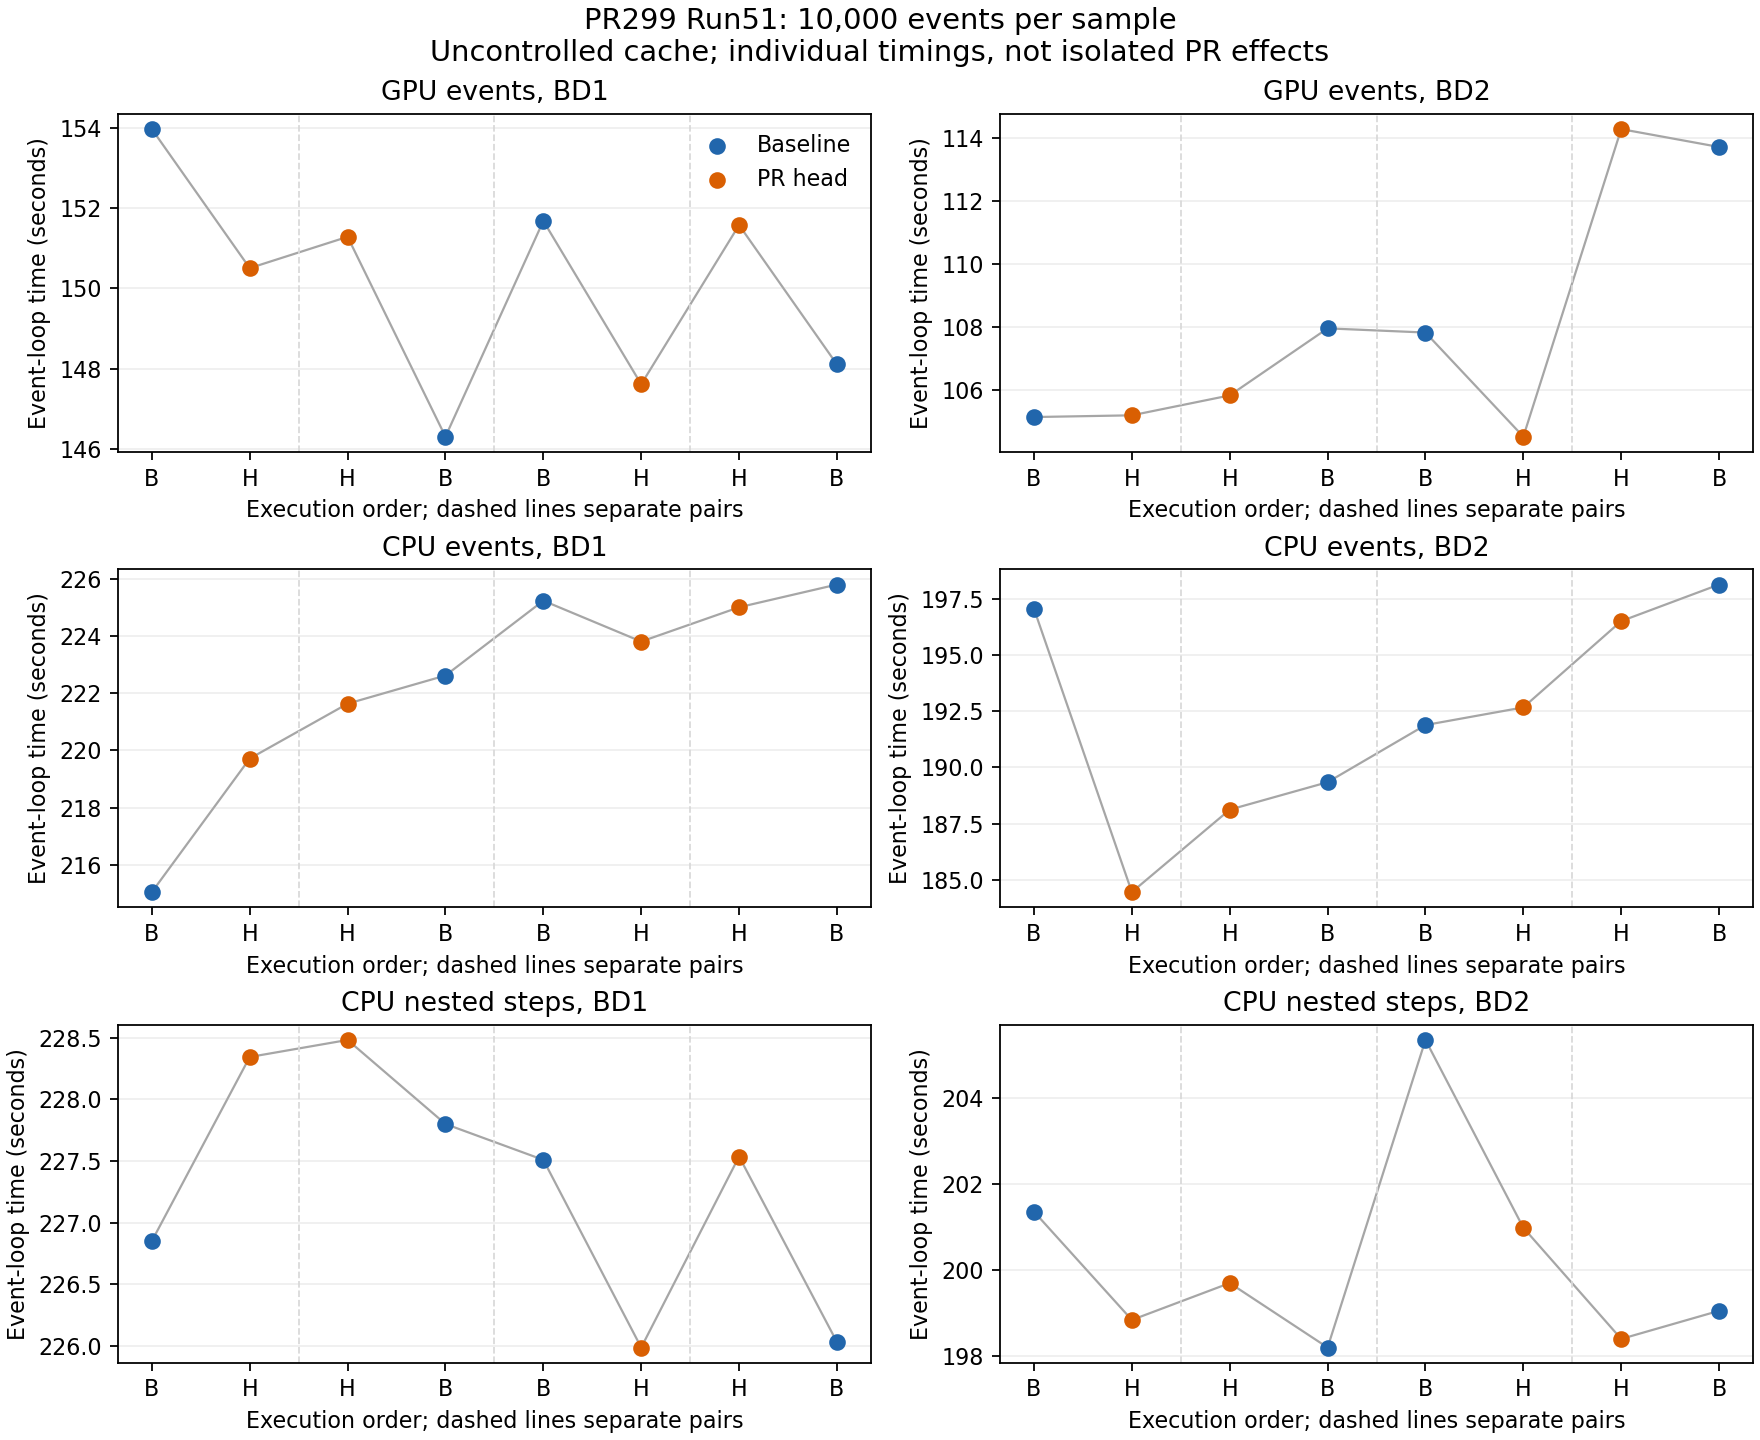 PR299 Run51: 10,000 events per sample
Uncontrolled cache; individual timings, not isolated PR effects
GPU events, BD1
Event-loop time (seconds)
154
152
150
148
146
Baseline
PR head
B H H B B H H B
Execution order; dashed lines separate pairs
GPU events, BD2
Event-loop time (seconds)
114
112
110
108
106
B H H B B H H B
Execution order; dashed lines separate pairs
CPU events, BD1
Event-loop time (seconds)
226
224
222
220
218
216
B H H B B H H B
Execution order; dashed lines separate pairs
CPU events, BD2
Event-loop time (seconds)
197.5
195.0
192.5
190.0
187.5
185.0
B H H B B H H B
Execution order; dashed lines separate pairs
CPU nested steps, BD1
Event-loop time (seconds)
228.5
228.0
227.5
227.0
226.5
226.0
B H H B B H H B
Execution order; dashed lines separate pairs
CPU nested steps, BD2
Event-loop time (seconds)
204
202
200
198
B H H B B H H B
Execution order; dashed lines separate pairs